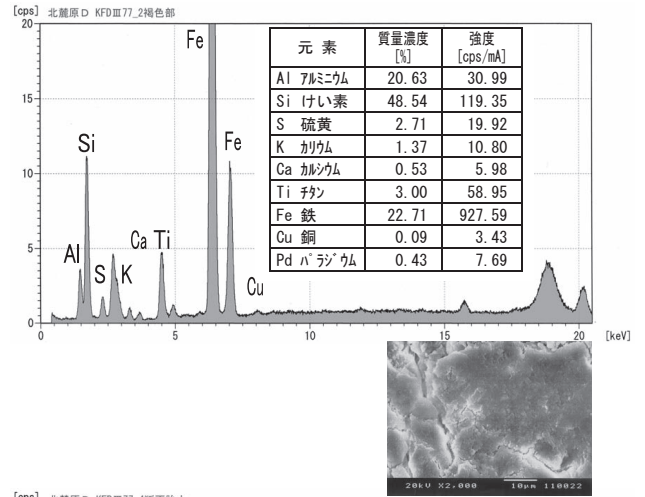 [cps] 北麓原D KFDⅢ77_2褐色部
20
15
10
5
0
0 5 10 15 20 [keV]
Fe
Fe
Si
Al
S
K
Ca
Ti
Cu
元 素 質量濃度 [%] 強度 [cps/mA]
Al アルミニウム 20.63 30.99
Si けい素 48.54 119.35
S 硫黄 2.71 19.92
K カリウム 1.37 10.80
Ca カルシウム 0.53 5.98
Ti チタン 3.00 58.95
Fe 鉄 22.71 927.59
Cu 銅 0.09 3.43
Pd パラジウム 0.43 7.69
20kV X2,000 10μm 110022